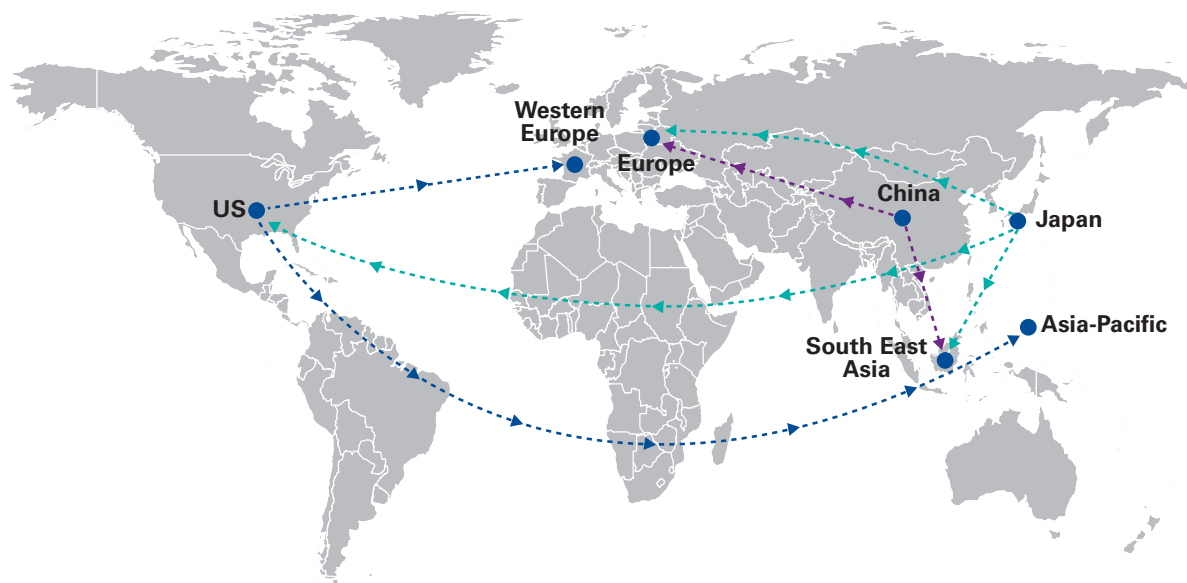 Western
Europe
Europe
China
US
Japan
Asia-Pacific
South East
Asia